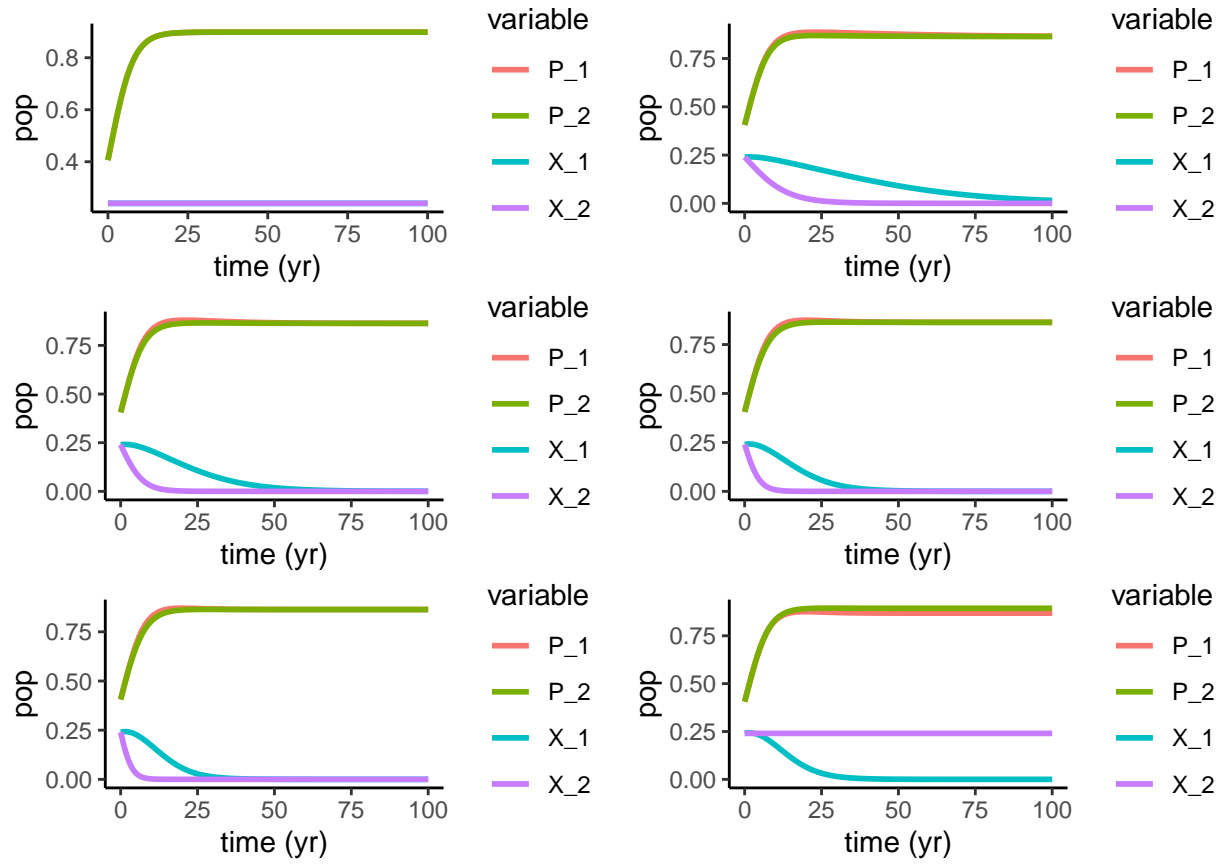 variable
0.8
0.6
0.4
pop
P_1
P_2
X_1
X_2
0 25 50 75 100
time (yr)
variable
0.75
0.50
0.25
0.00
pop
P_1
P_2
X_1
X_2
0 25 50 75 100
time (yr)
variable
0.75
0.50
0.25
0.00
pop
P_1
P_2
X_1
X_2
0 25 50 75 100
time (yr)
variable
0.75
0.50
0.25
0.00
pop
P_1
P_2
X_1
X_2
0 25 50 75 100
time (yr)
variable
0.75
0.50
0.25
0.00
pop
P_1
P_2
X_1
X_2
0 25 50 75 100
time (yr)
variable
0.75
0.50
0.25
0.00
pop
P_1
P_2
X_1
X_2
0 25 50 75 100
time (yr)